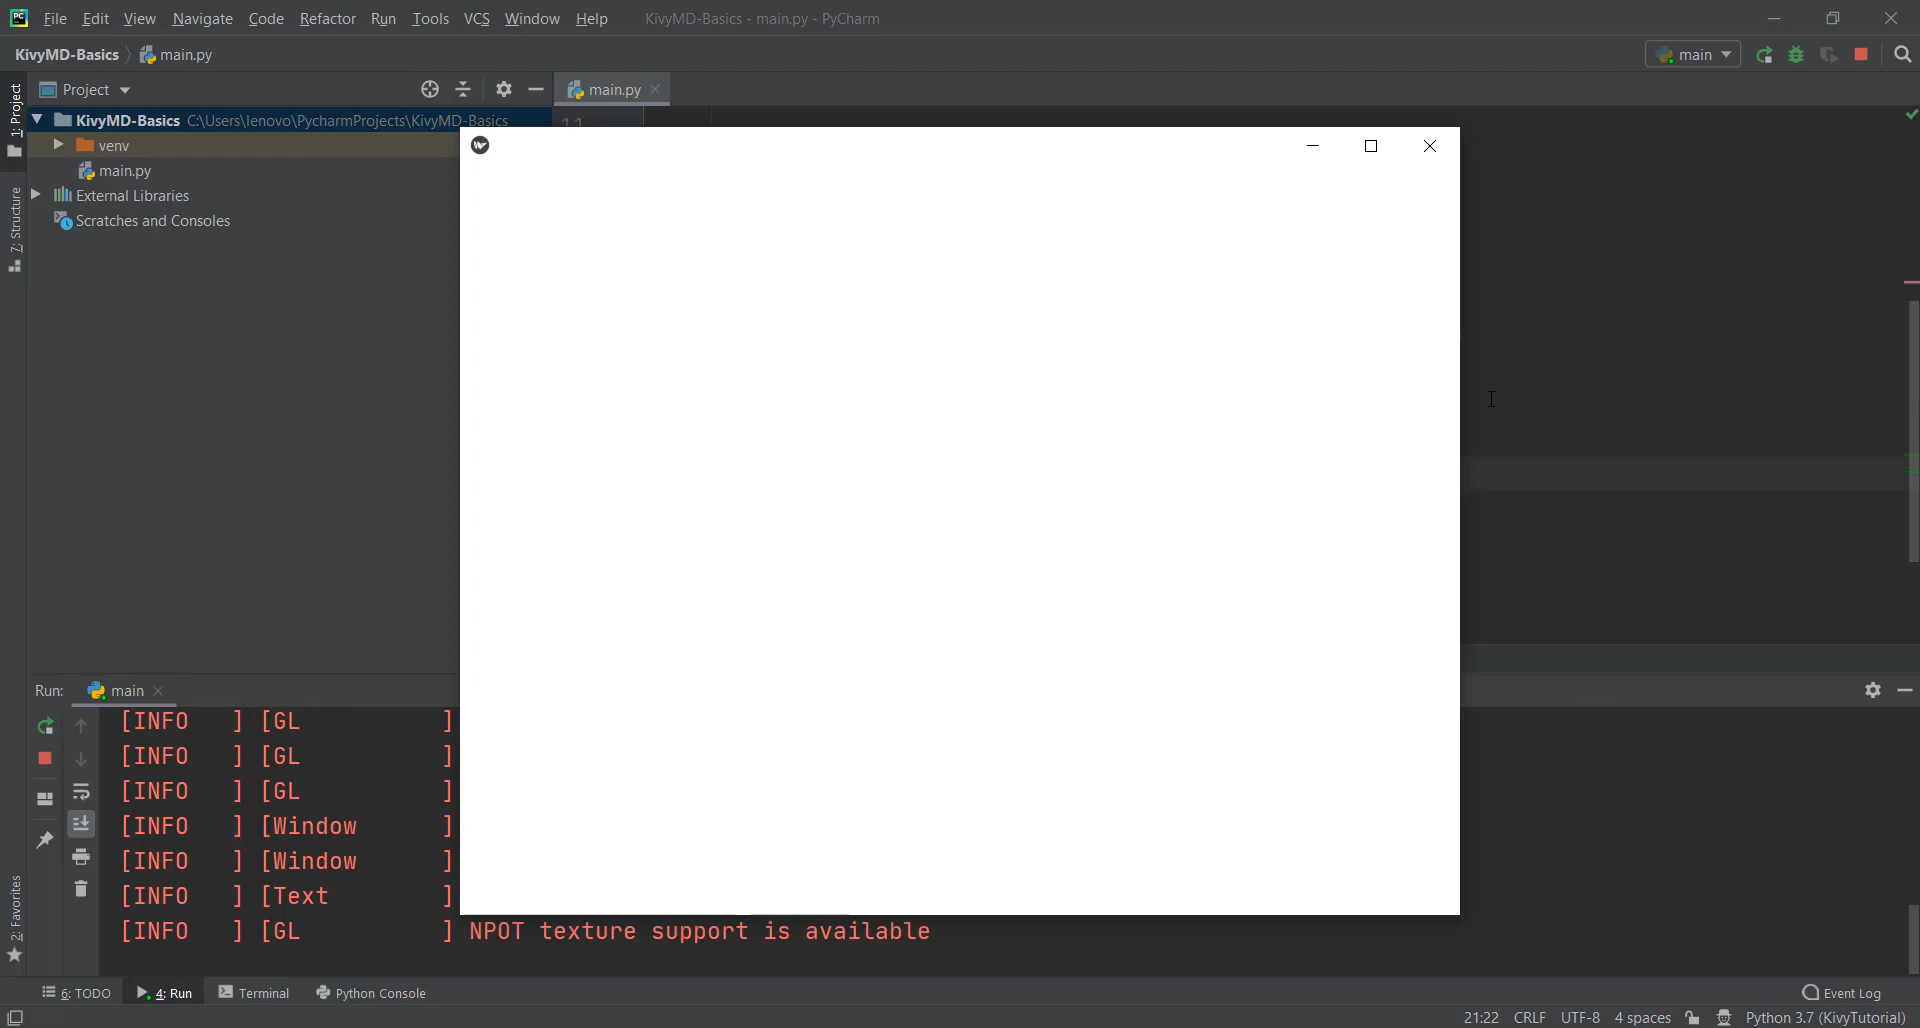 PC File Edit View Navigate Code Refactor Run Tools VCS Window Help KivyMD-Basics - main.py - PyCharm
KivyMD-Basics main.py main
Project main.py
KivyMD-Basics C:\Users\lenovo\PycharmProjects\KivyMD-Basics 11
venv
main.py
External Libraries
Scratches and Consoles
1: Project
7: Structure
2: Favorites
Run: main
[INFO ] [GL ]
[INFO ] [GL ]
[INFO ] [GL ]
[INFO ] [Window ]
[INFO ] [Window ]
[INFO ] [Text ]
[INFO ] [GL ] NPOT texture support is available
6: TODO 4: Run Terminal Python Console Event Log
21:22 CRLF UTF-8 4 spaces Python 3.7 (KivyTutorial)